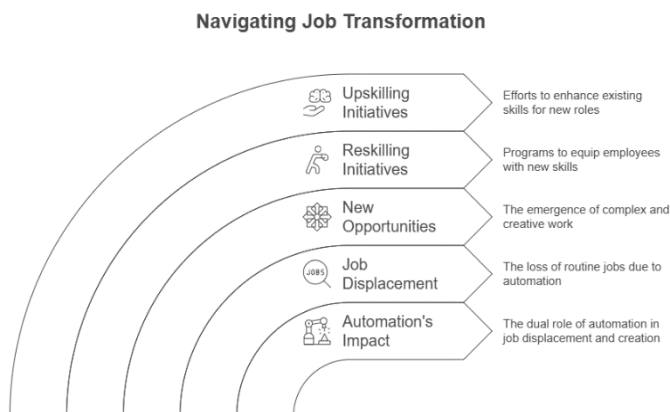 Navigating Job Transformation
Upskilling
Initiatives
Efforts to enhance existing
skills for new roles
Reskilling
Initiatives
Programs to equip employees
with new skills
New
Opportunities
The emergence of complex and
creative work
JOBS
Job
Displacement
The loss of routine jobs due to
automation
Automation's
Impact
The dual role of automation in
job displacement and creation